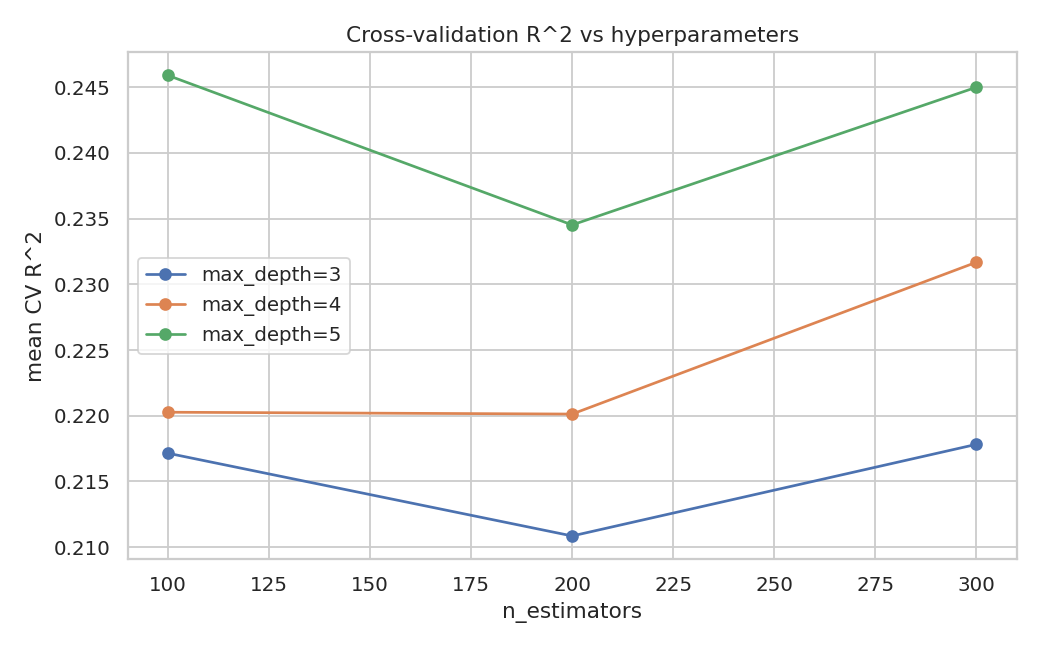 Cross-validation R^2 vs hyperparameters
mean CV R^2
0.245
0.240
0.235
0.230
0.225
0.220
0.215
0.210
max_depth=3
max_depth=4
max_depth=5
100 125 150 175 200 225 250 275 300
n_estimators